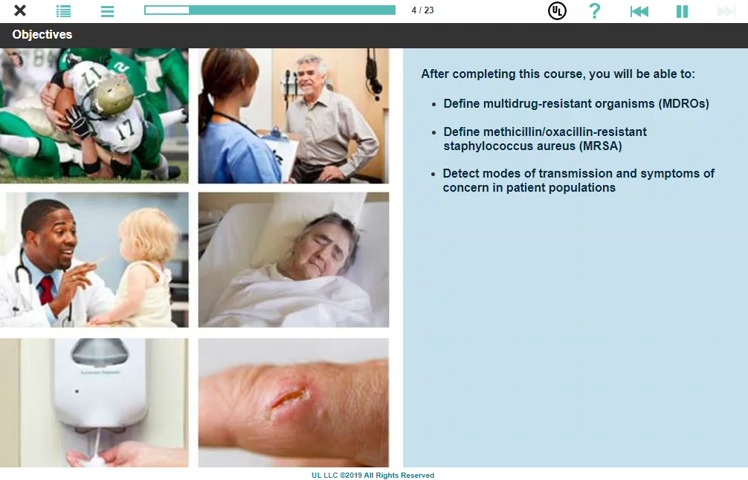 4 / 23
UL
?
Objectives
After completing this course, you will be able to:
• Define multidrug-resistant organisms (MDROs)
• Define methicillin/oxacillin-resistant
staphylococcus aureus (MRSA)
• Detect modes of transmission and symptoms of
concern in patient populations
17
17
UL LLC ©2019 All Rights Reserved